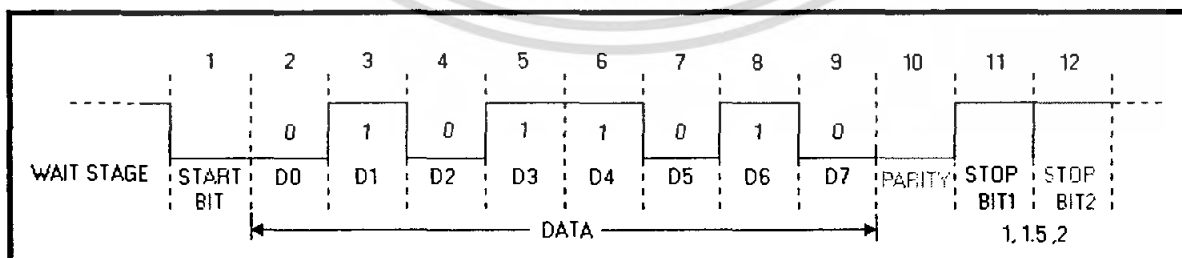 1 2 3 4 5 6 7 8 9 10 11 12
0 1 0 1 1 0 1 0
WAIT STAGE START D0 D1 D2 D3 D4 D5 D6 D7 PARITY STOP STOP
BIT BIT1 BIT2
DATA 1, 1.5 ,2